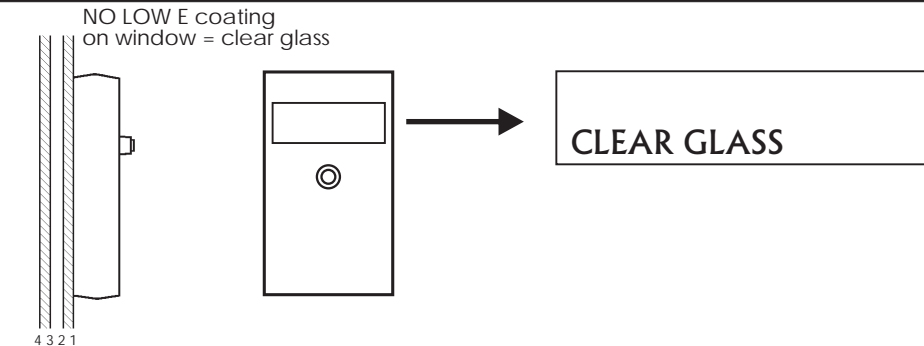 NO LOW E coating
on window = clear glass
CLEAR GLASS
4 3 2 1